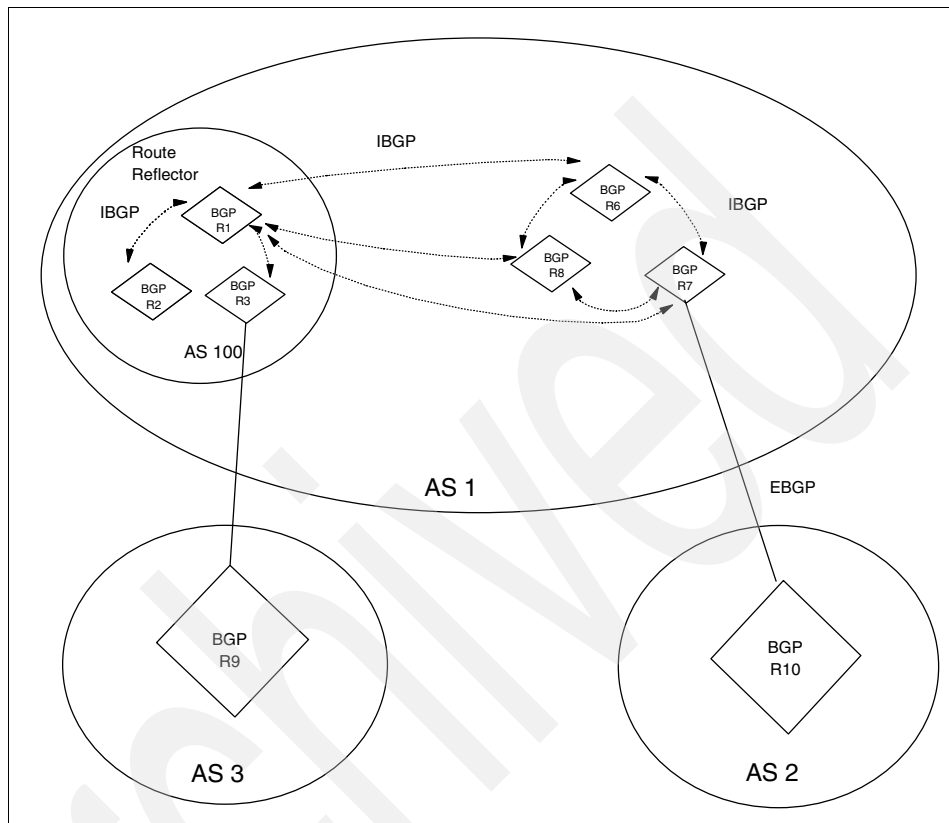 Route
Reflector
IBGP
IBGP
BGP
R1
BGP
R2
BGP
R3
AS 100
BGP
R6
IBGP
BGP
R8
BGP
R7
AS 1
EBGP
BGP
R9
AS 3
BGP
R10
AS 2